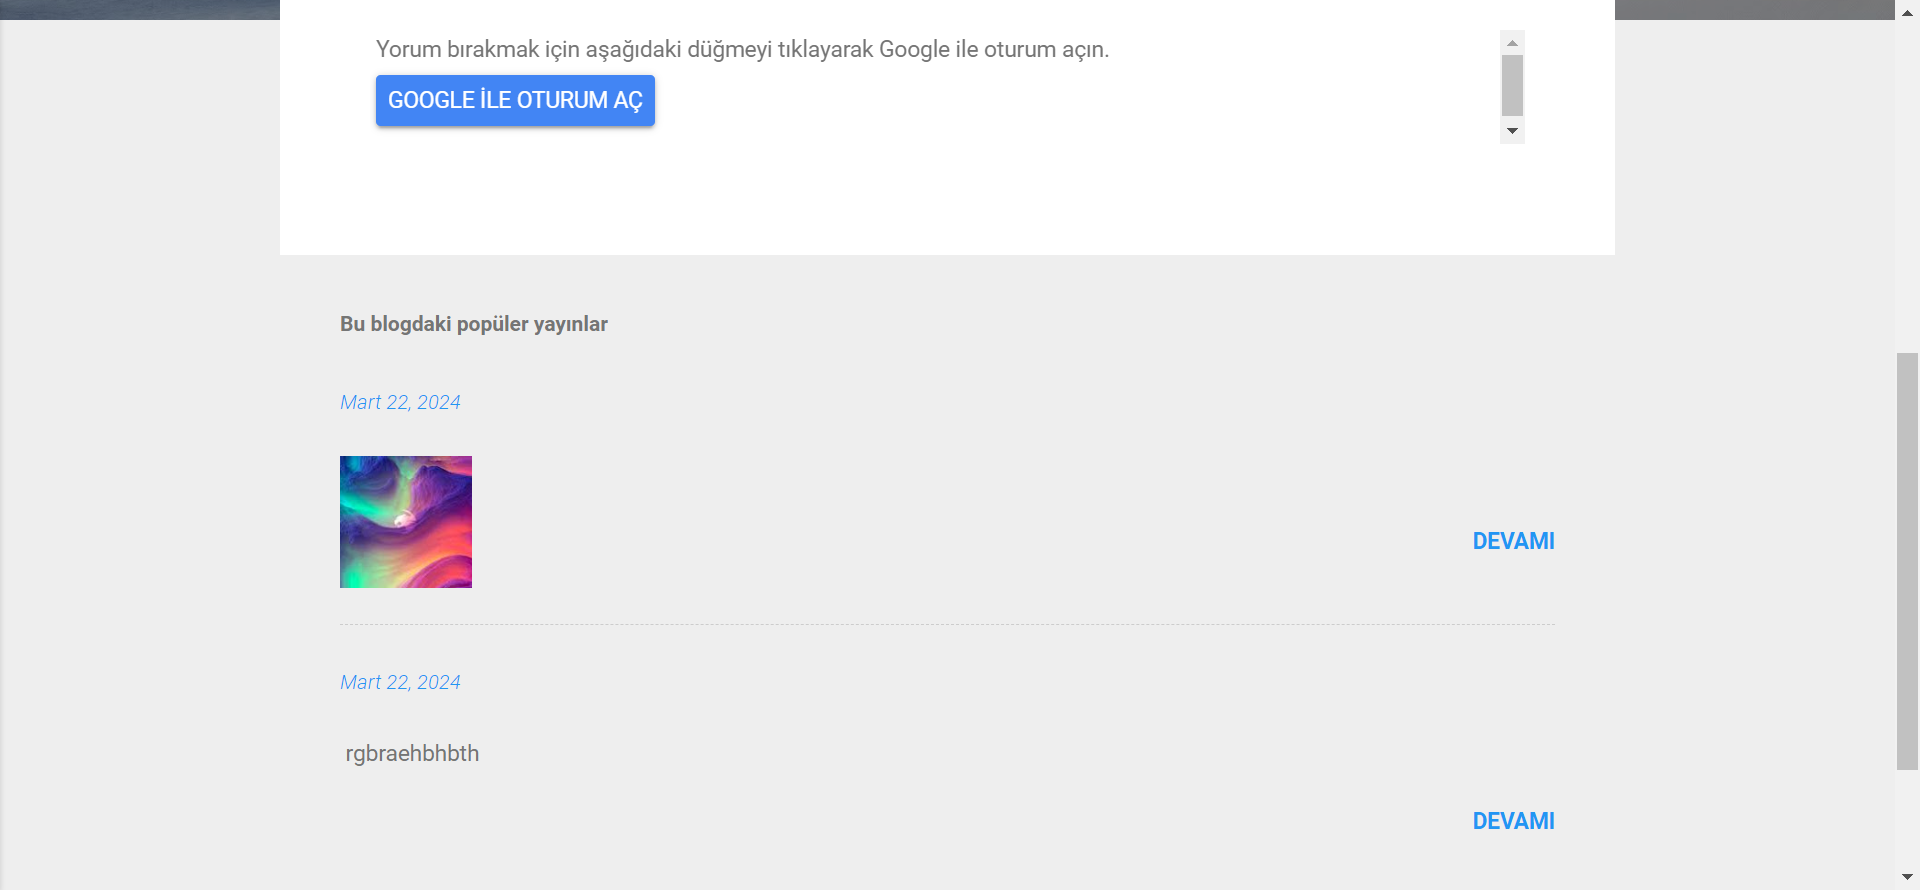 Yorum bırakmak için aşağıdaki düğmeyi tıklayarak Google ile oturum açın.
GOOGLE İLE OTURUM AÇ
Bu blogdaki popüler yayınlar
Mart 22, 2024
DEVAMI
Mart 22, 2024
rgbraehbhbth
DEVAMI